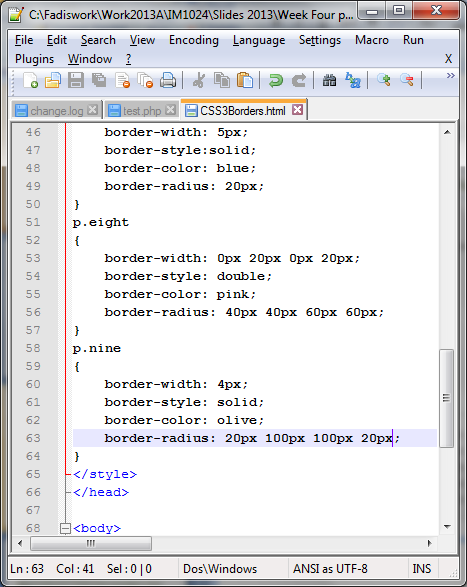 C:\Fadiswork\Work2013A\IM1024\Slides 2013\Week Four p...
File Edit Search View Encoding Language Settings Macro Run
Plugins Window ? X
change.log test.php CSS3Borders.html
46 border-width: 5px;
47 border-style:solid;
48 border-color: blue;
49 border-radius: 20px;
50 }
51 p.eight
52 {
53 border-width: 0px 20px 0px 20px;
54 border-style: double;
55 border-color: pink;
56 border-radius: 40px 40px 60px 60px;
57 }
58 p.nine
59 {
60 border-width: 4px;
61 border-style: solid;
62 border-color: olive;
63 border-radius: 20px 100px 100px 20px;
64 }
65 </style>
66 </head>
67
68 <body>
Ln : 63 Col : 41 Sel : 0 | 0 Dos\Windows ANSI as UTF-8 INS